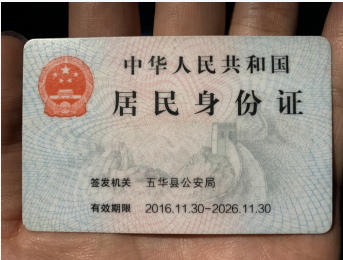 中华人民共和国
居民身份证
签发机关 五华县公安局
有效期限 2016.11.30-2026.11.30